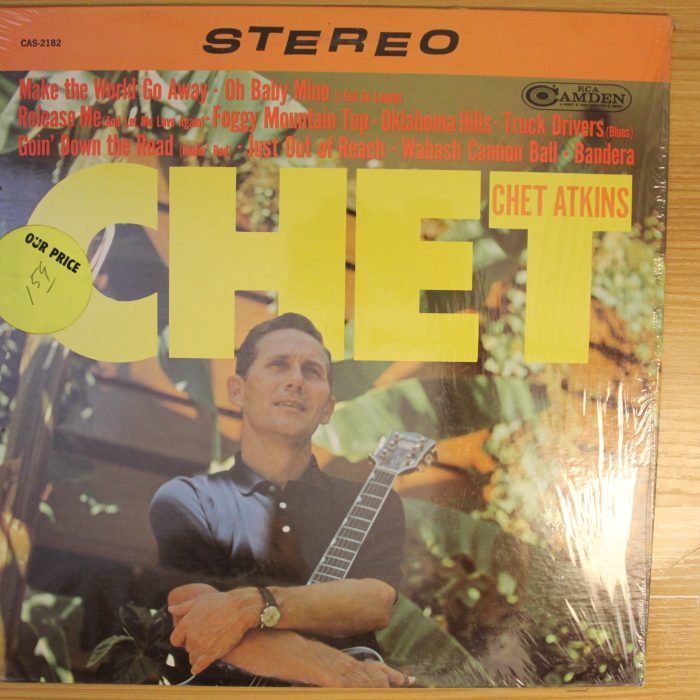 CAS-2182
STEREO
RCA
CAMDEN
Make the World Go Away · Oh Baby Mine (I Get So Lonely)
Release Me (And Let Me Love Again) · Foggy Mountain Top · Oklahoma Hills · Truck Drivers (Blues)
Goin' Down the Road (Feelin' Bad) · Just Out of Reach · Wabash Cannon Ball · Bandera
CHET
CHET ATKINS
OUR PRICE